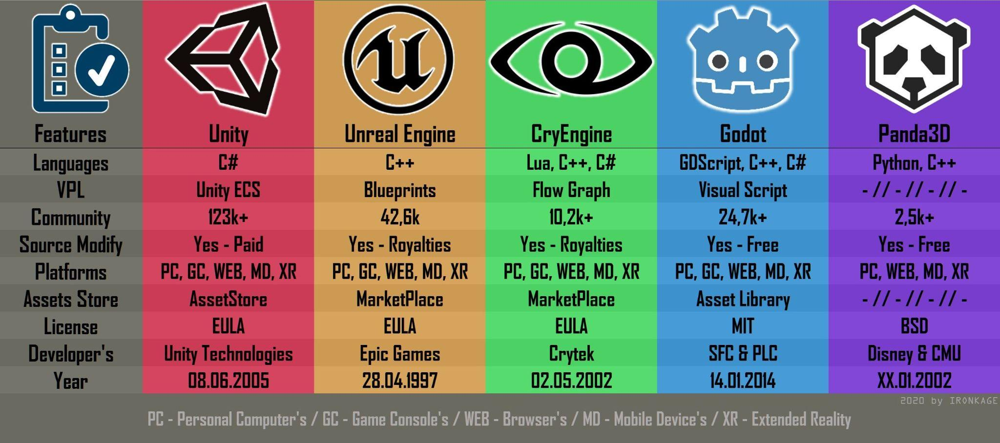 Features Unity Unreal Engine CryEngine Godot Panda3D
Languages C# C++ Lua, C++, C# GDScript, C++, C# Python, C++
VPL Unity ECS Blueprints Flow Graph Visual Script - // - // - // -
Community 123k+ 42,6k 10,2k+ 24,7k+ 2,5k+
Source Modify Yes - Paid Yes - Royalties Yes - Royalties Yes - Free Yes - Free
Platforms PC, GC, WEB, MD, XR PC, GC, WEB, MD, XR PC, GC, WEB, MD, XR PC, GC, WEB, MD, XR PC, WEB, MD, XR
Assets Store AssetStore MarketPlace MarketPlace Asset Library - // - // - // -
License EULA EULA EULA MIT BSD
Developer's Unity Technologies Epic Games Crytek SFC & PLC Disney & CMU
Year 08.06.2005 28.04.1997 02.05.2002 14.01.2014 XX.01.2002
2020 by IRONKAGE
PC - Personal Computer's / GC - Game Console's / WEB - Browser's / MD - Mobile Device's / XR - Extended Reality